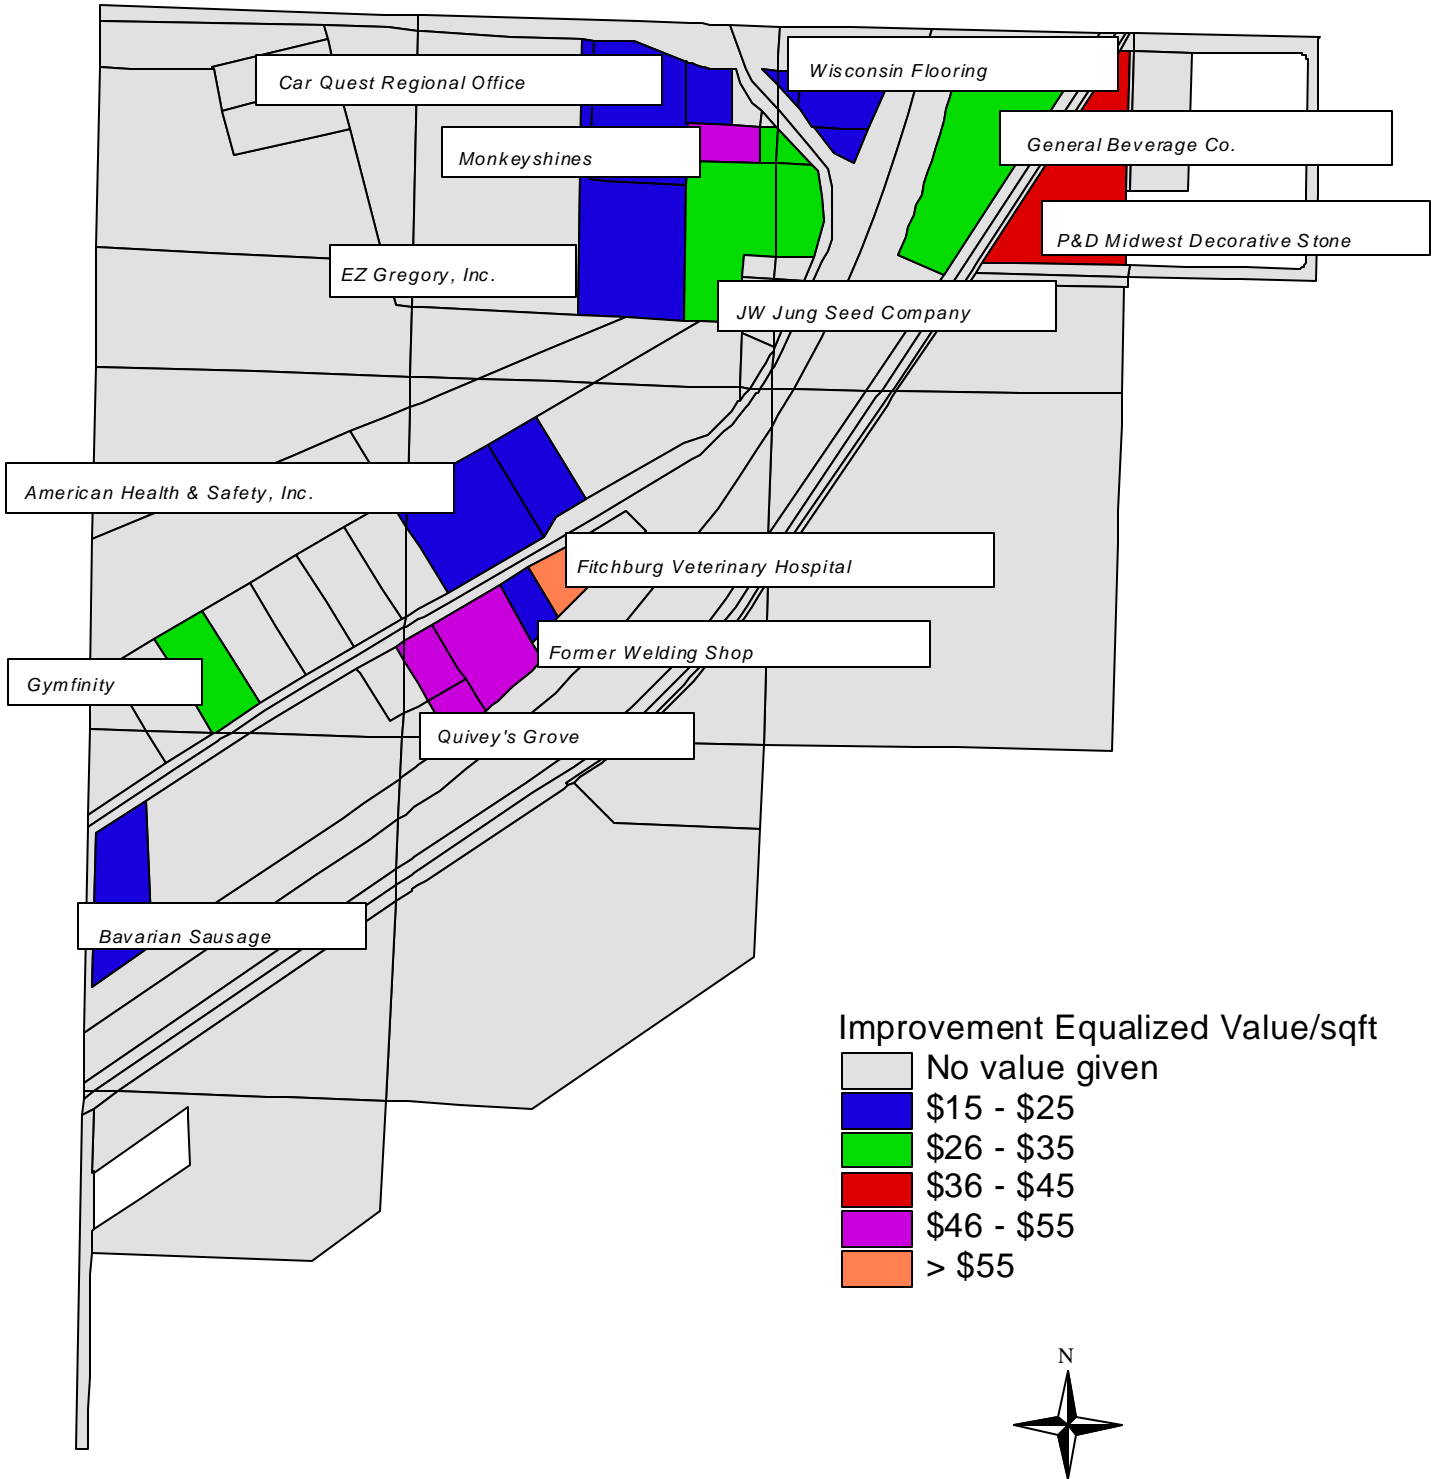 Wisconsin Flooring
Car Quest Regional Office
General Beverage Co.
Monkeyshines
P&D Midwest Decorative Stone
EZ Gregory, Inc.
JW Jung Seed Company
American Health & Safety, Inc.
Fitchburg Veterinary Hospital
Former Welding Shop
Gymfinity
Quivey's Grove
Bavarian Sausage
Improvement Equalized Value/sqft
No value given
$15 - $25
$26 - $35
$36 - $45
$46 - $55
> $55
N